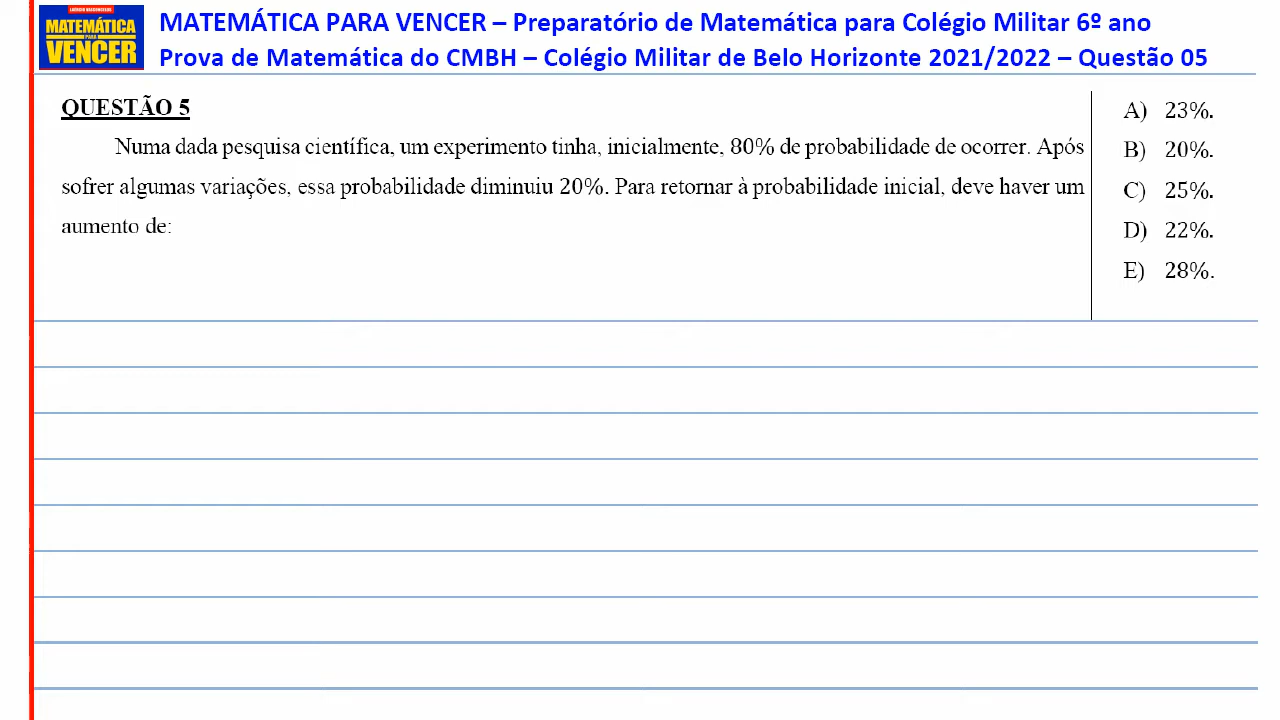 LAÉRCIO VASCONCELOS
MATEMÁTICA
PARA
VENCER
MATEMÁTICA PARA VENCER – Preparatório de Matemática para Colégio Militar 6º ano
Prova de Matemática do CMBH – Colégio Militar de Belo Horizonte 2021/2022 – Questão 05
QUESTÃO 5
Numa dada pesquisa científica, um experimento tinha, inicialmente, 80% de probabilidade de ocorrer. Após
sofrer algumas variações, essa probabilidade diminuiu 20%. Para retornar à probabilidade inicial, deve haver um
aumento de:
A) 23%.
B) 20%.
C) 25%.
D) 22%.
E) 28%.